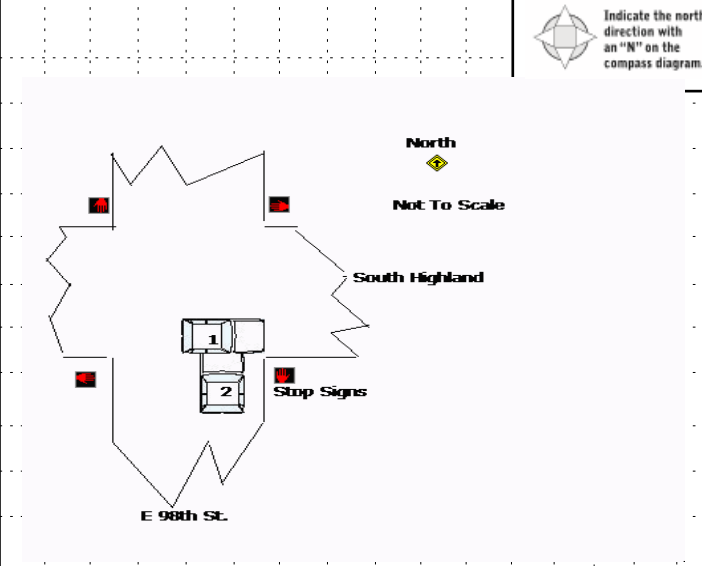 Indicate the north
direction with
an "N" on the
compass diagram.
North
Not To Scale
South Highland
1
2
Stop Signs
E 98th St.